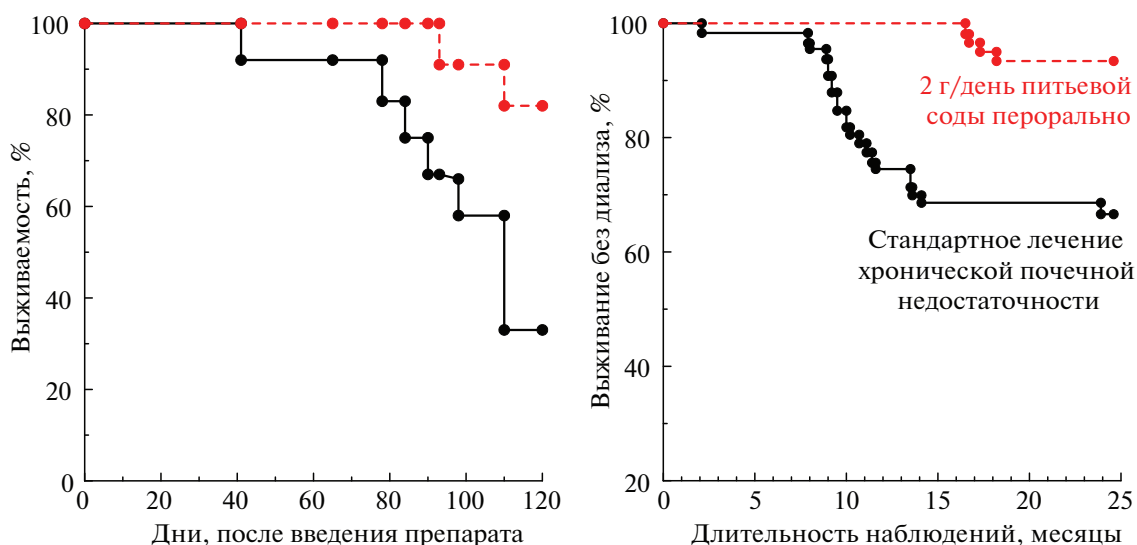 Выживаемость, %
100
80
60
40
20
0
0 20 40 60 80 100 120
Дни, после введения препарата
Выживание без диализа, %
100
80
60
40
20
0 5 10 15 20 25
Длительность наблюдений, месяцы
2 г/день питьевой
соды перорально
Стандартное лечение
хронической почечной
недостаточности